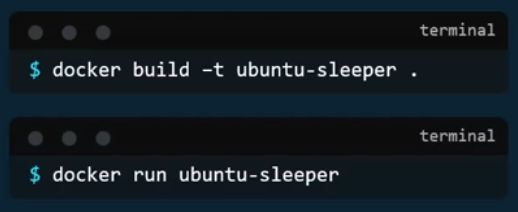 terminal
$ docker build -t ubuntu-sleeper .
terminal
$ docker run ubuntu-sleeper